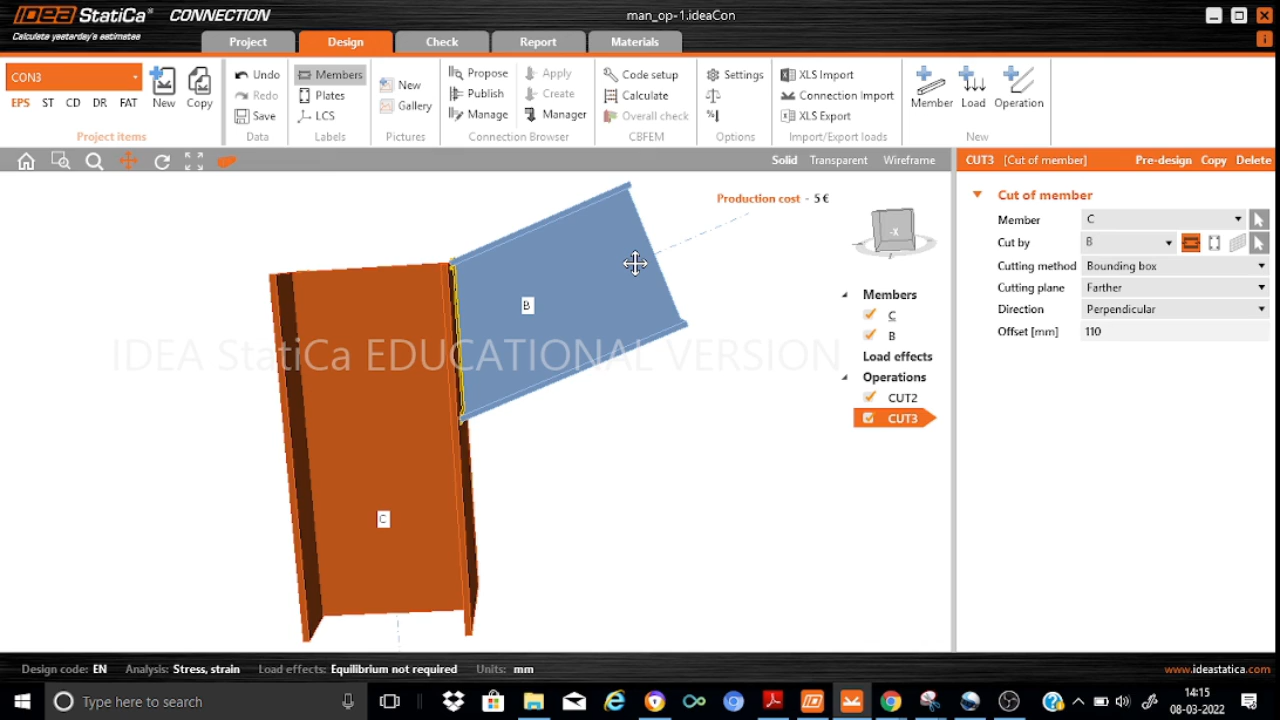 IDEA StatiCa® CONNECTION
Calculate yesterday's estimates
man_op-1.ideaCon
Project Design Check Report Materials
CON3
EPS ST CD DR FAT
New Copy
Project items
Undo
Redo
Save
Data
Members
Plates
LCS
Labels
New
Gallery
Pictures
Propose Apply
Publish Create
Manage Manager
Connection Browser
Code setup
Calculate
Overall check
CBFEM
Settings
Options
XLS Import
Connection Import
XLS Export
Import/Export loads
Member Load Operation
New
Solid Transparent Wireframe
CUT3 [Cut of member] Pre-design Copy Delete
Production cost - 5 €
-X
B
C
IDEA StatiCa EDUCATIONAL VERSION
Members
C
B
Load effects
Operations
CUT2
CUT3
Cut of member
Member C
Cut by B
Cutting method Bounding box
Cutting plane Farther
Direction Perpendicular
Offset [mm] 110
Design code: EN Analysis: Stress, strain Load effects: Equilibrium not required Units: mm www.ideastatica.com
Type here to search
14:15
08-03-2022